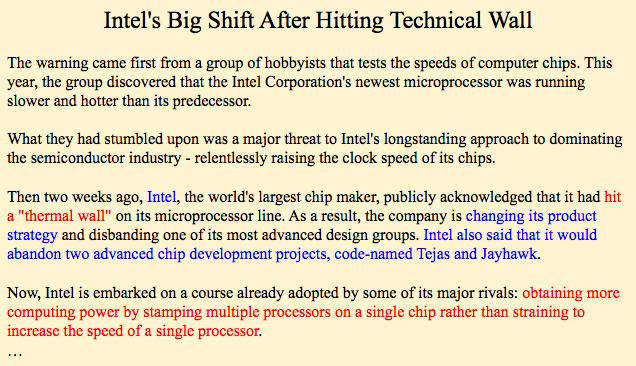 Intel's Big Shift After Hitting Technical Wall
The warning came first from a group of hobbyists that tests the speeds of computer chips. This
year, the group discovered that the Intel Corporation's newest microprocessor was running
slower and hotter than its predecessor.
What they had stumbled upon was a major threat to Intel's longstanding approach to dominating
the semiconductor industry - relentlessly raising the clock speed of its chips.
Then two weeks ago, Intel, the world's largest chip maker, publicly acknowledged that it had hit
a "thermal wall" on its microprocessor line. As a result, the company is changing its product
strategy and disbanding one of its most advanced design groups. Intel also said that it would
abandon two advanced chip development projects, code-named Tejas and Jayhawk.
Now, Intel is embarked on a course already adopted by some of its major rivals: obtaining more
computing power by stamping multiple processors on a single chip rather than straining to
increase the speed of a single processor.
…